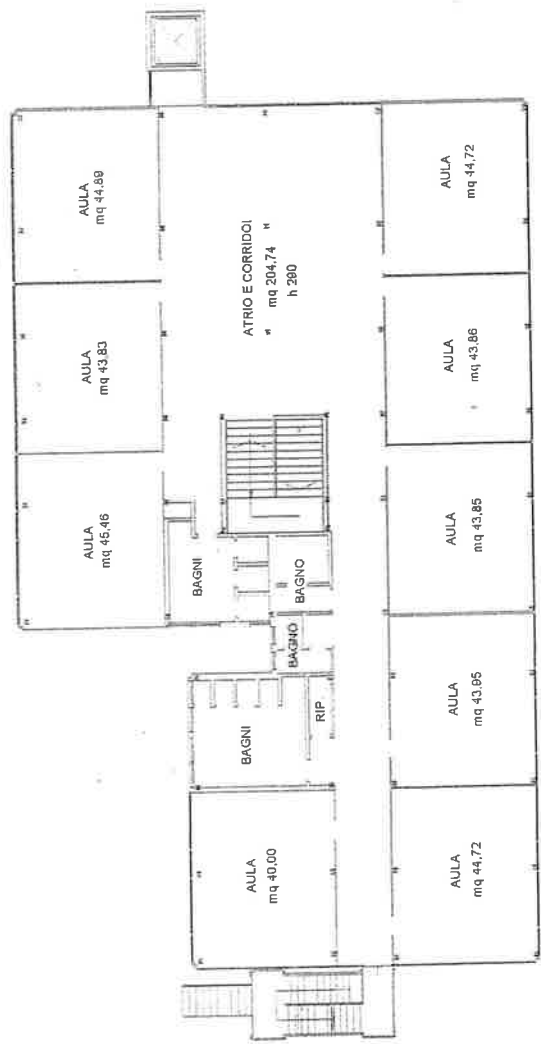 AULA
mq 44,89
AULA
mq 43,83
AULA
mq 45,46
ATRIO E CORRIDOI
mq 204,74
h 290
BAGNI
BAGNO
BAGNO
BAGNI
RIP
AULA
mq 40,00
AULA
mq 44,72
AULA
mq 43,86
AULA
mq 43,85
AULA
mq 43,95
AULA
mq 44,72